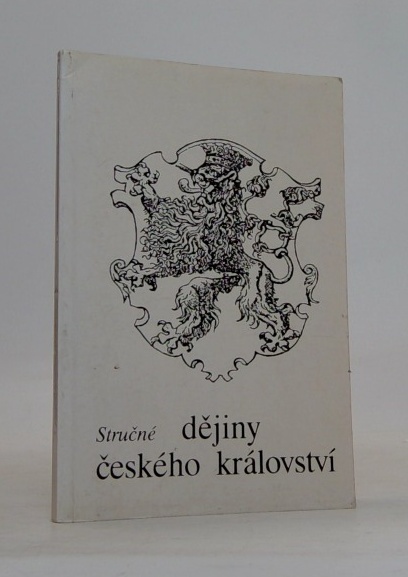 Stručné dějiny
českého království